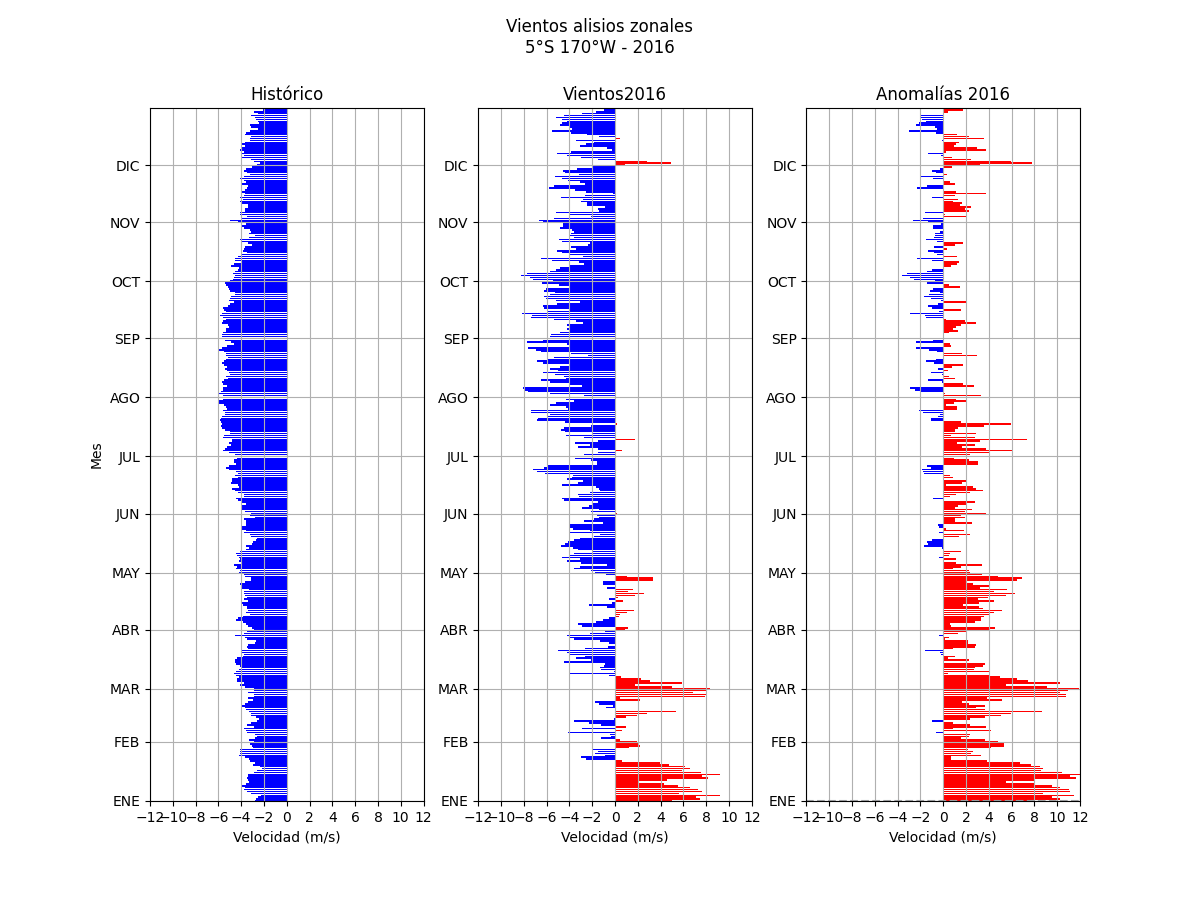 Vientos alisios zonales
5°S 170°W - 2016
Histórico
Vientos2016
Anomalías 2016
DIC
NOV
OCT
SEP
AGO
JUL
JUN
MAY
ABR
MAR
FEB
ENE
Mes
−12 −10 −8 −6 −4 −2 0 2 4 6 8 10 12
Velocidad (m/s)
DIC
NOV
OCT
SEP
AGO
JUL
JUN
MAY
ABR
MAR
FEB
ENE
−12 −10 −8 −6 −4 −2 0 2 4 6 8 10 12
Velocidad (m/s)
DIC
NOV
OCT
SEP
AGO
JUL
JUN
MAY
ABR
MAR
FEB
ENE
−12 −10 −8 −6 −4 −2 0 2 4 6 8 10 12
Velocidad (m/s)